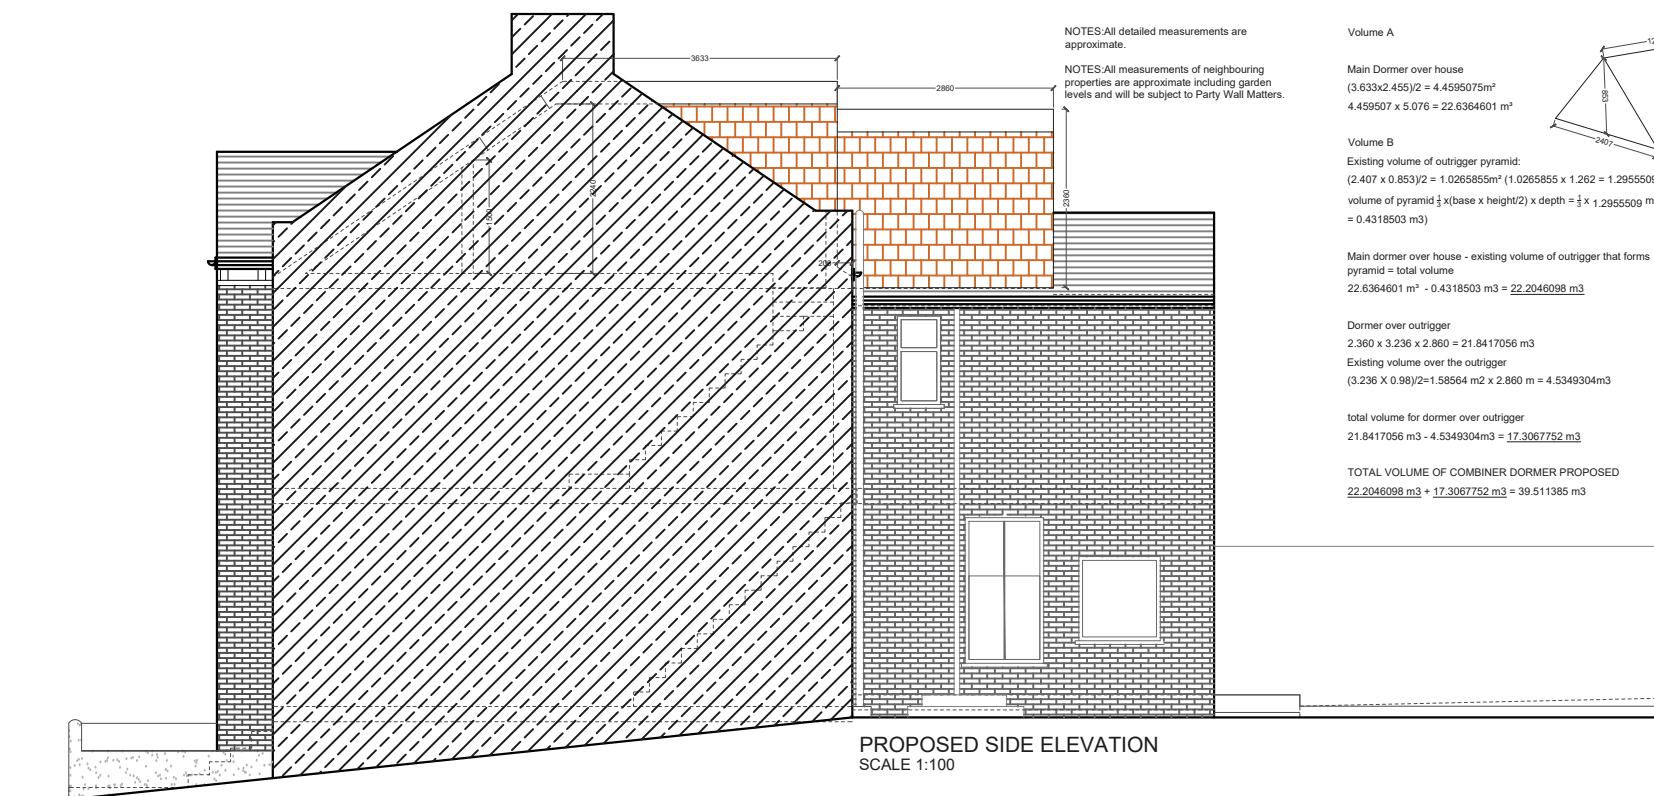 3633
2860
NOTES:All detailed measurements are
approximate.
NOTES:All measurements of neighbouring
properties are approximate including garden
levels and will be subject to Party Wall Matters.
2360
Volume A
Main Dormer over house
(3.633x2.455)/2 = 4.4595075m²
4.459507 x 5.076 = 22.6364601 m³
853
2407
Volume B
Existing volume of outrigger pyramid:
(2.407 x 0.853)/2 = 1.0265855m² (1.0265855 x 1.262 = 1.2955509
volume of pyramid ⅓ x(base x height/2) x depth = ⅓ x 1.2955509 m
= 0.4318503 m3)
Main dormer over house - existing volume of outrigger that forms
pyramid = total volume
22.6364601 m³ - 0.4318503 m3 = 22.2046098 m3
Dormer over outrigger
2.360 x 3.236 x 2.860 = 21.8417056 m3
Existing volume over the outrigger
(3.236 X 0.98)/2=1.58564 m2 x 2.860 m = 4.5349304m3
total volume for dormer over outrigger
21.8417056 m3 - 4.5349304m3 = 17.3067752 m3
TOTAL VOLUME OF COMBINER DORMER PROPOSED
22.2046098 m3 + 17.3067752 m3 = 39.511385 m3
PROPOSED SIDE ELEVATION
SCALE 1:100